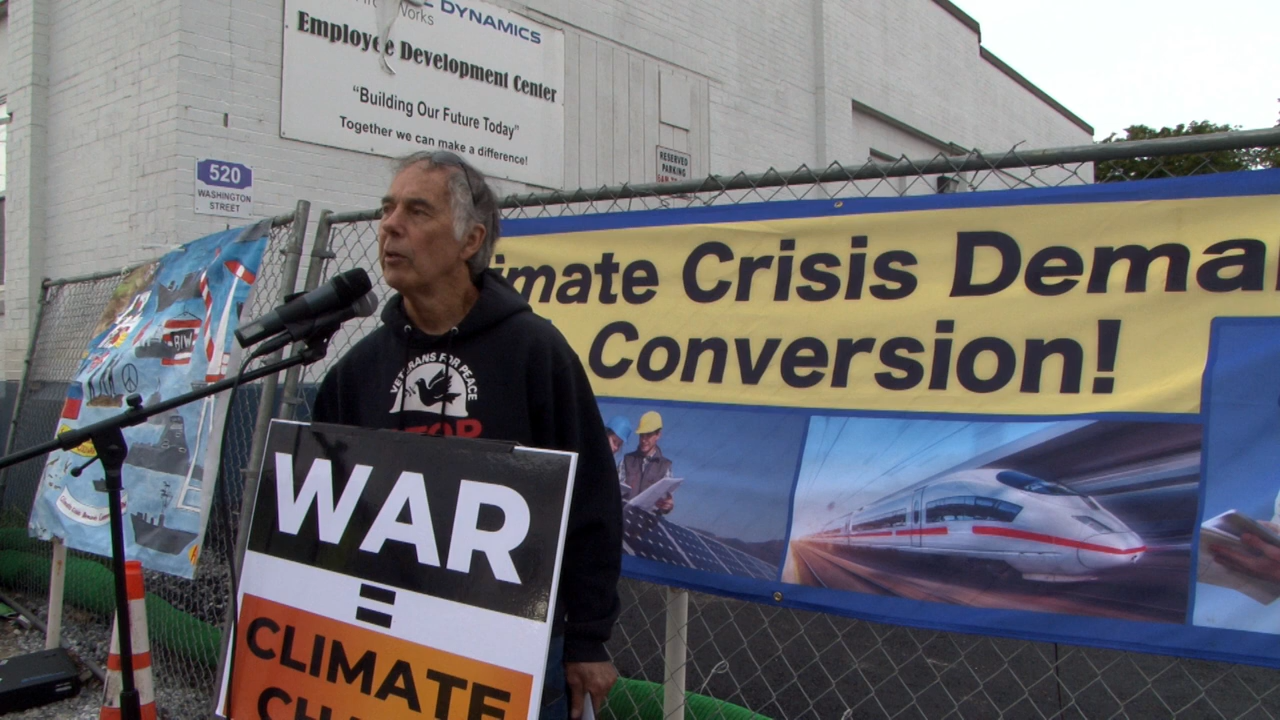 DYNAMICS
Works
Employee Development Center
"Building Our Future Today"
Together we can make a difference!
RESERVED
PARKING
520
WASHINGTON
STREET
imate Crisis Dema
Conversion!
BIW
VETERANS FOR PEACE
WAR
=
CLIMATE